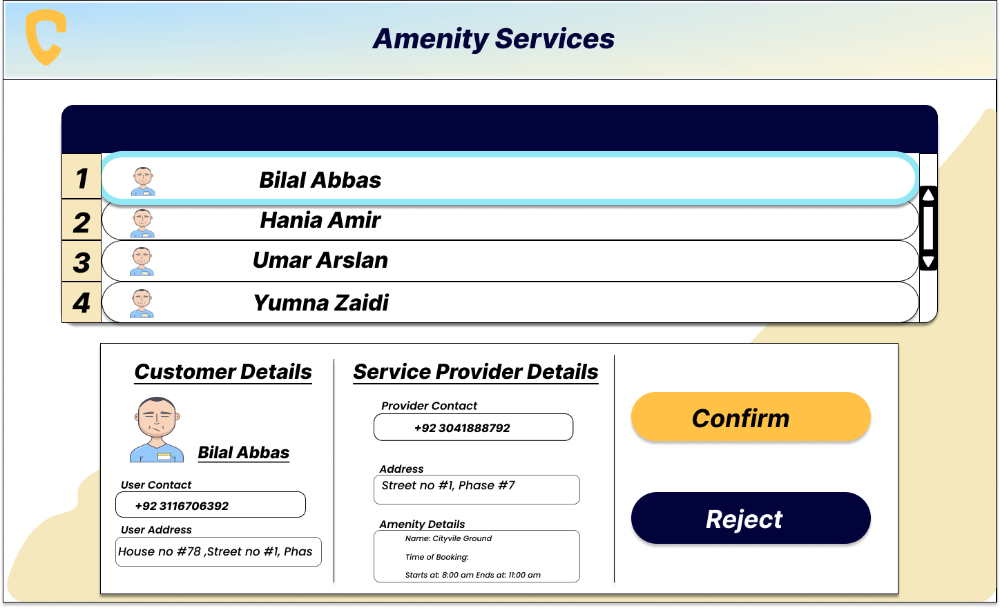 Amenity Services
1 Bilal Abbas
2 Hania Amir
3 Umar Arslan
4 Yumna Zaidi
Customer Details
Bilal Abbas
User Contact
+92 3116706392
User Address
House no #78 ,Street no #1, Phas
Service Provider Details
Provider Contact
+92 3041888792
Address
Street no #1, Phase #7
Amenity Details
Name: Cityvile Ground
Time of Booking:
Starts at: 8:00 am Ends at: 11:00 am
Confirm
Reject